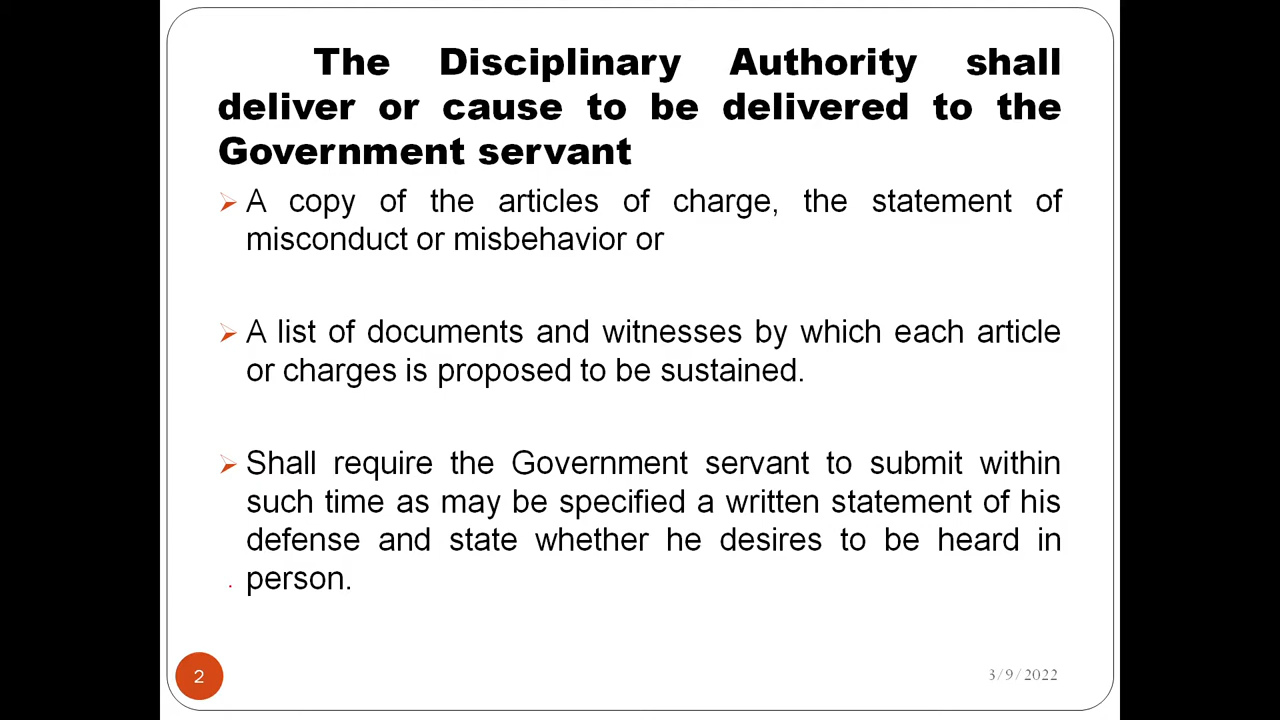 The Disciplinary Authority shall
deliver or cause to be delivered to the
Government servant
A copy of the articles of charge, the statement of
misconduct or misbehavior or
A list of documents and witnesses by which each article
or charges is proposed to be sustained.
Shall require the Government servant to submit within
such time as may be specified a written statement of his
defense and state whether he desires to be heard in
person.
2
3/9/2022